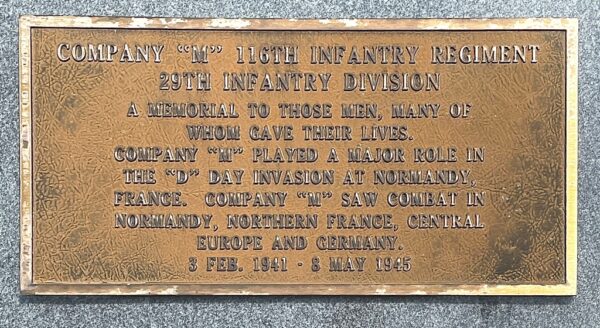 COMPANY "M" 116TH INFANTRY REGIMENT
29TH INFANTRY DIVISION
A MEMORIAL TO THOSE MEN, MANY OF
WHOM GAVE THEIR LIVES.
COMPANY "M" PLAYED A MAJOR ROLE IN
THE "D" DAY INVASION AT NORMANDY,
FRANCE. COMPANY "M" SAW COMBAT IN
NORMANDY, NORTHERN FRANCE, CENTRAL
EUROPE AND GERMANY.
3 FEB. 1941 - 8 MAY 1945